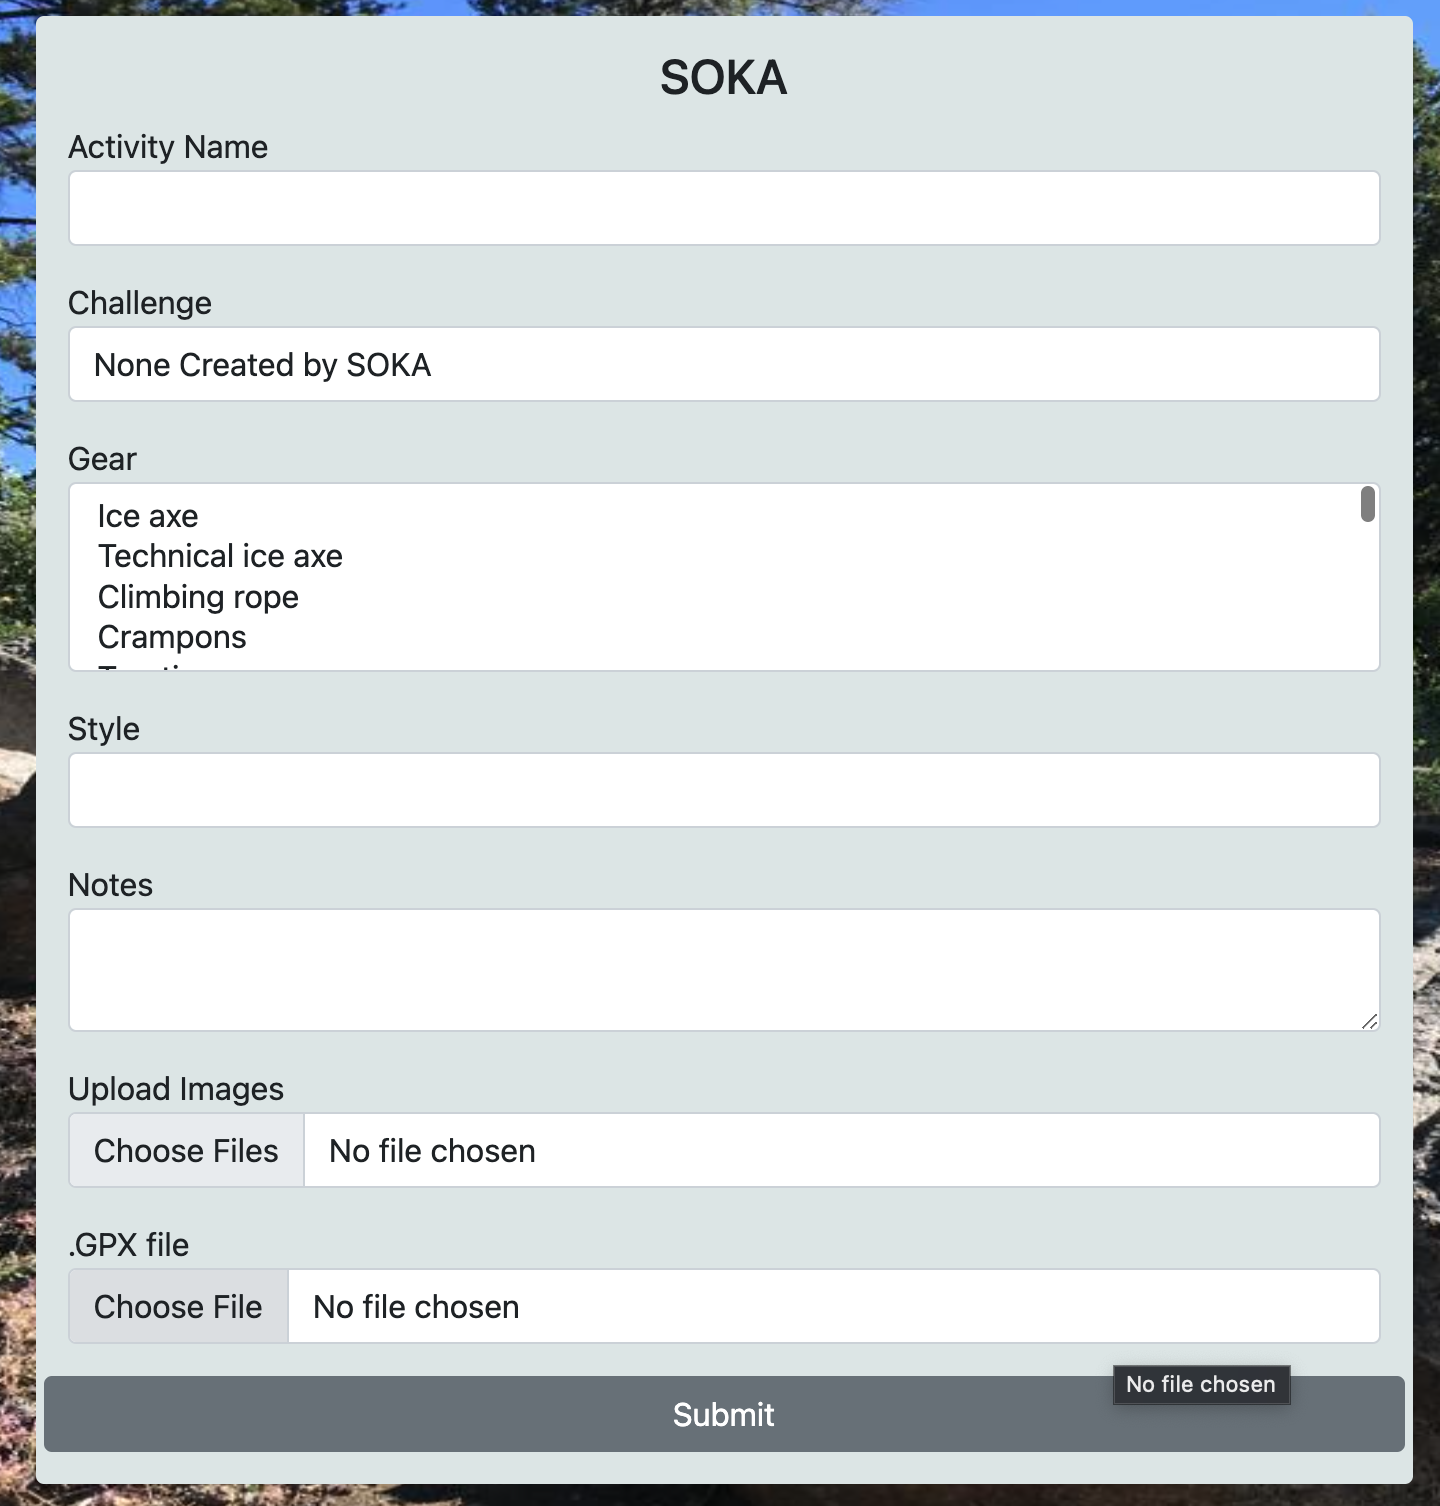 SOKA
Activity Name
Challenge
None Created by SOKA
Gear
Ice axe
Technical ice axe
Climbing rope
Crampons
Style
Notes
Upload Images
Choose Files No file chosen
.GPX file
Choose File No file chosen
No file chosen
Submit